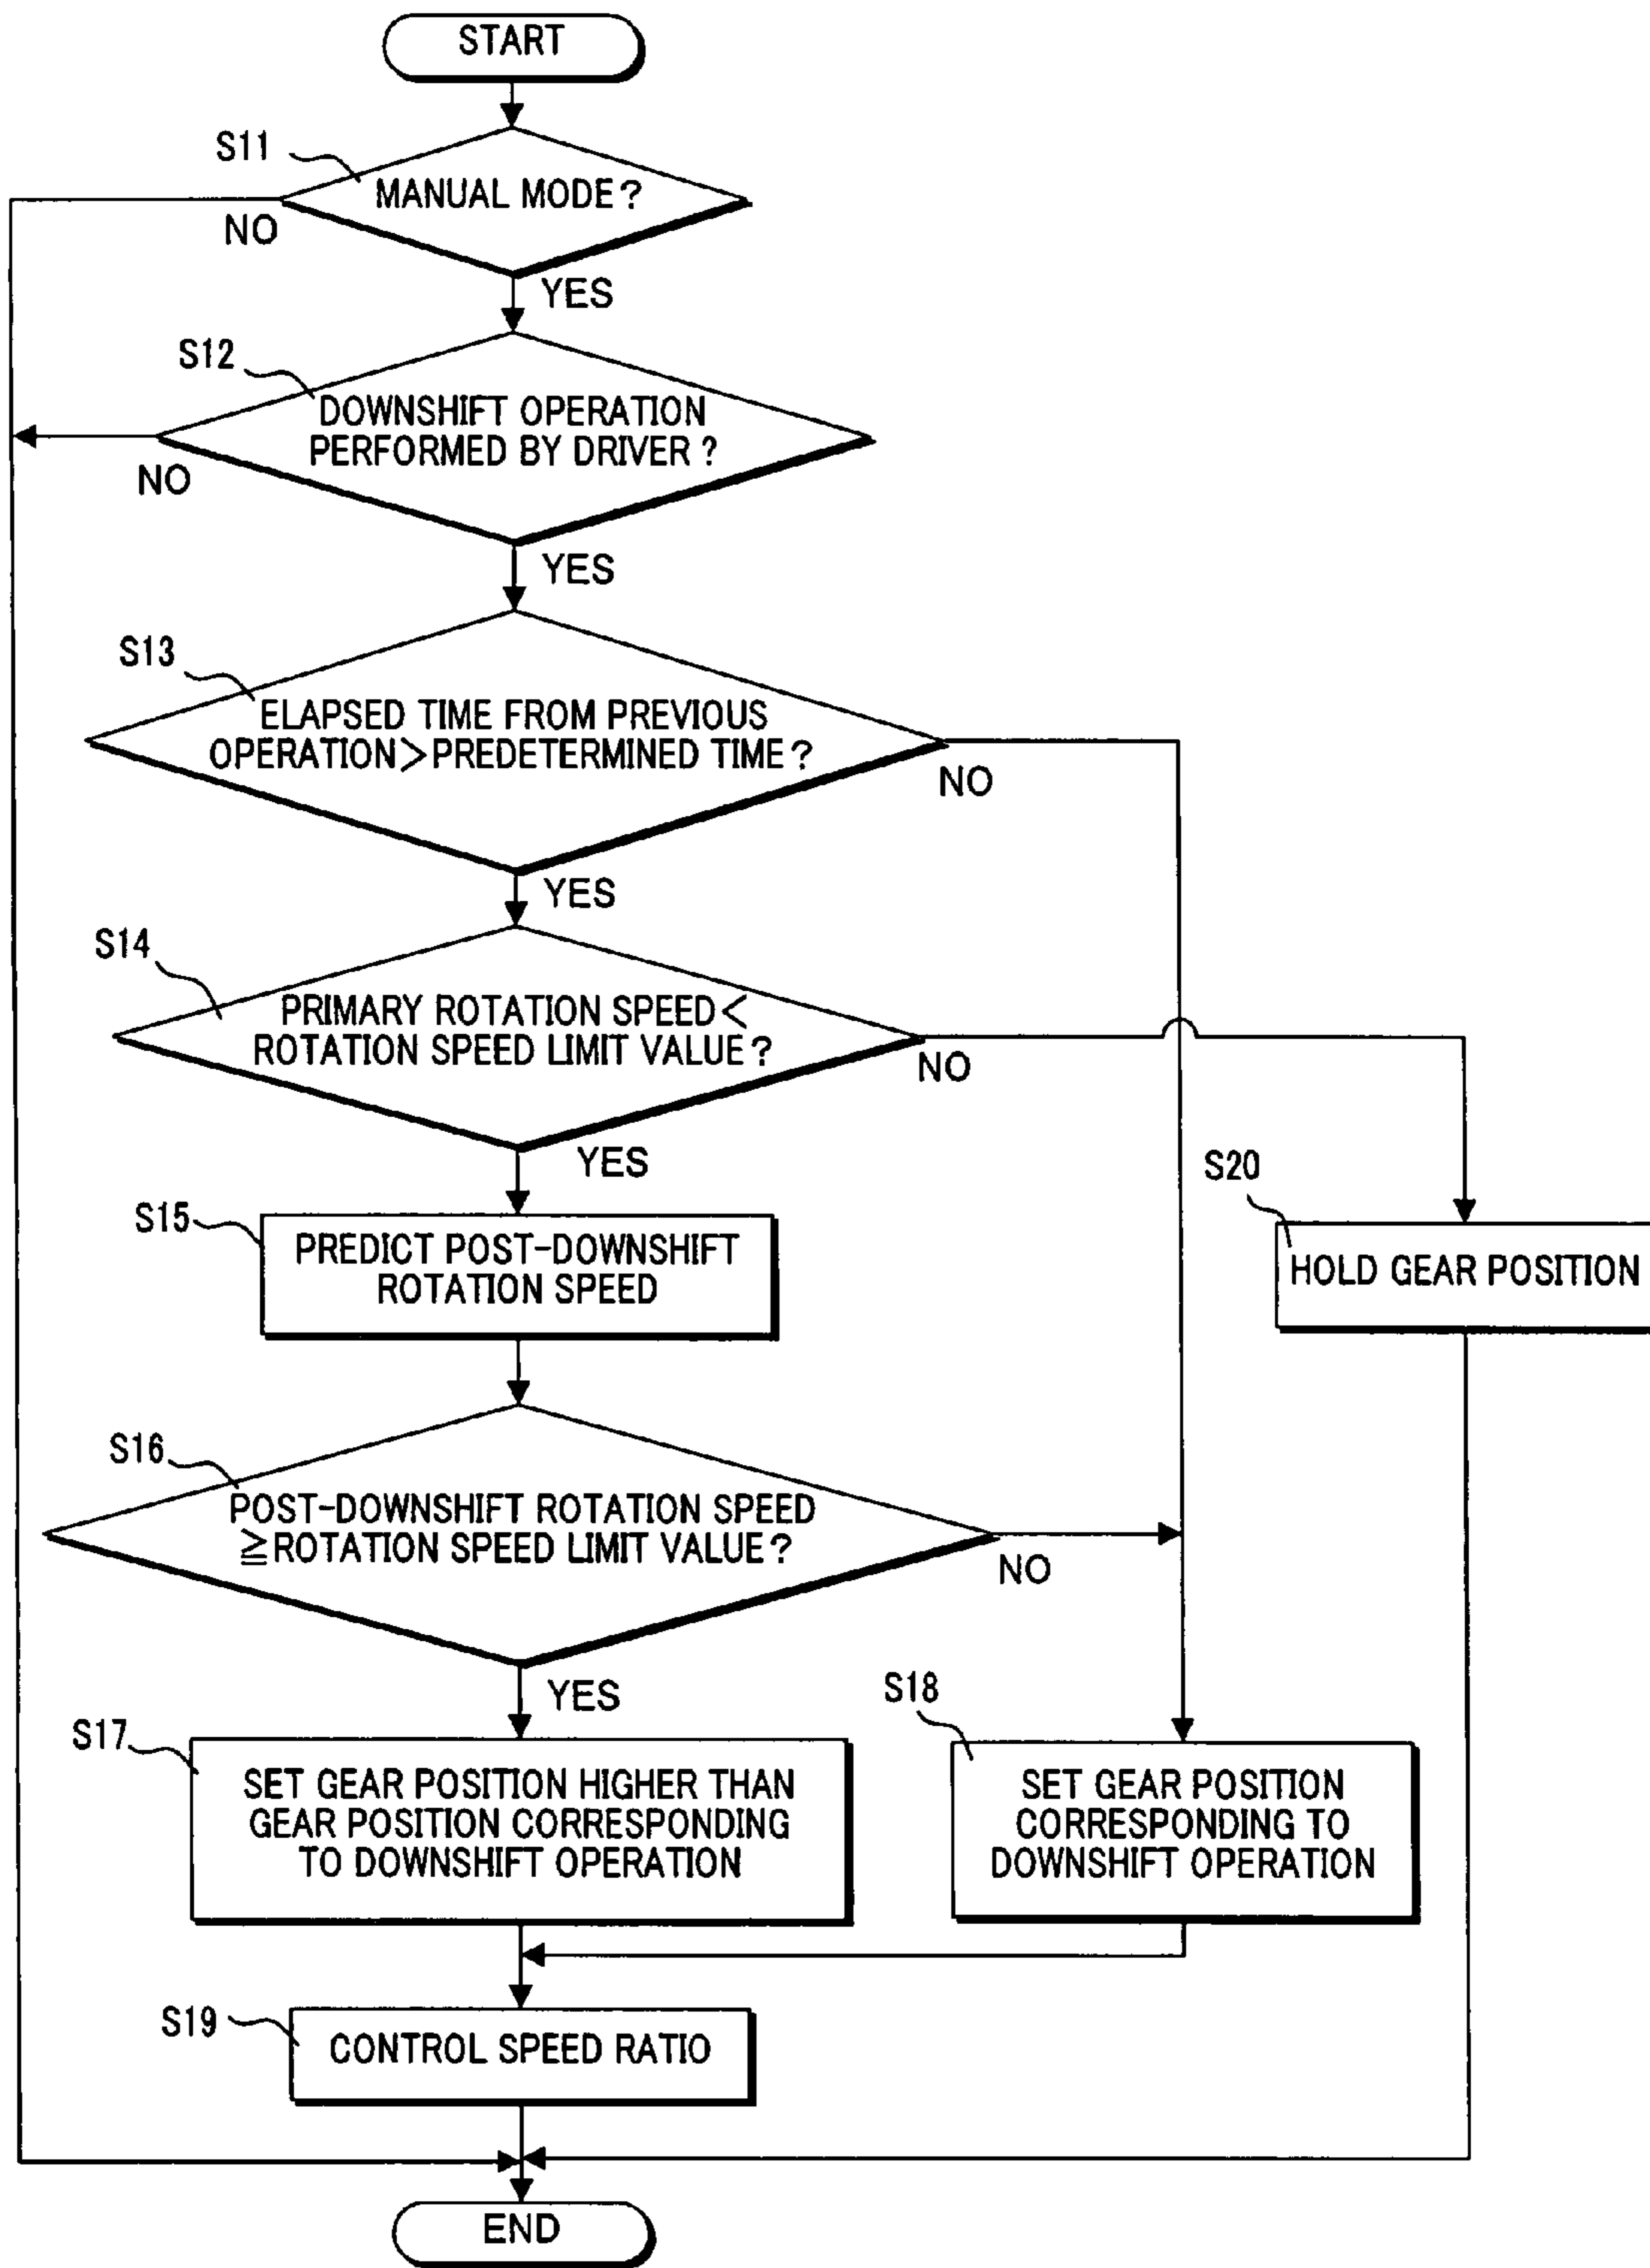 START
S11
MANUAL MODE?
NO
YES
S12
DOWNSHIFT OPERATION
PERFORMED BY DRIVER?
NO
YES
S13
ELAPSED TIME FROM PREVIOUS
OPERATION>PREDETERMINED TIME?
NO
YES
S14
PRIMARY ROTATION SPEED<
ROTATION SPEED LIMIT VALUE?
NO
YES
S15
PREDICT POST-DOWNSHIFT
ROTATION SPEED
S20
HOLD GEAR POSITION
S16
POST-DOWNSHIFT ROTATION SPEED
≧ROTATION SPEED LIMIT VALUE?
NO
YES
S17
SET GEAR POSITION HIGHER THAN
GEAR POSITION CORRESPONDING
TO DOWNSHIFT OPERATION
S18
SET GEAR POSITION
CORRESPONDING TO
DOWNSHIFT OPERATION
S19
CONTROL SPEED RATIO
END